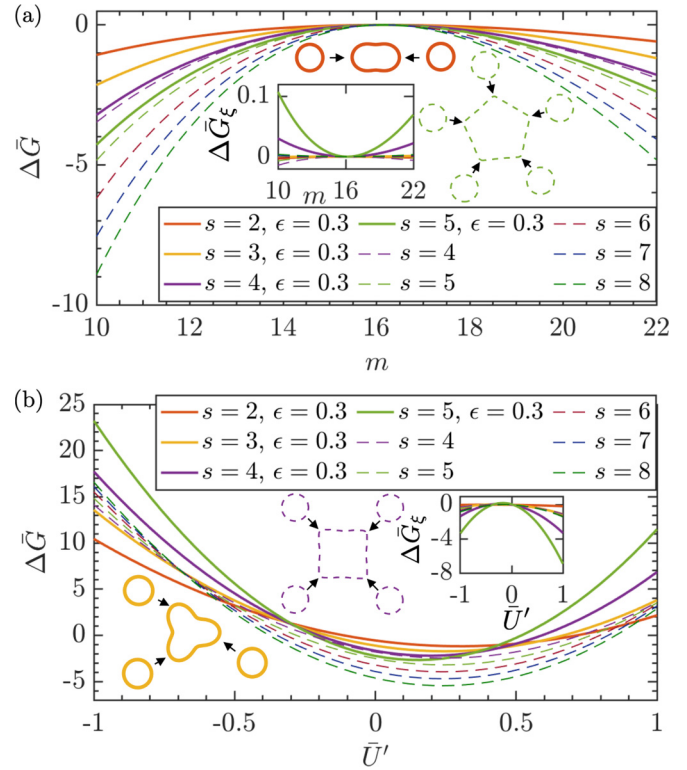 (a)
0
-5
-10
ΔḠ
0.1
0
ΔḠξ
10 16 22
m
s = 2, ϵ = 0.3 s = 5, ϵ = 0.3 s = 6
s = 3, ϵ = 0.3 s = 4 s = 7
s = 4, ϵ = 0.3 s = 5 s = 8
10 12 14 16 18 20 22
m
(b)
25
20
15
10
5
0
-5
ΔḠ
s = 2, ϵ = 0.3 s = 5, ϵ = 0.3 s = 6
s = 3, ϵ = 0.3 s = 4 s = 7
s = 4, ϵ = 0.3 s = 5 s = 8
0
-4
-8
ΔḠξ
-1 0 1
Ū′
-1 -0.5 0 0.5 1
Ū′